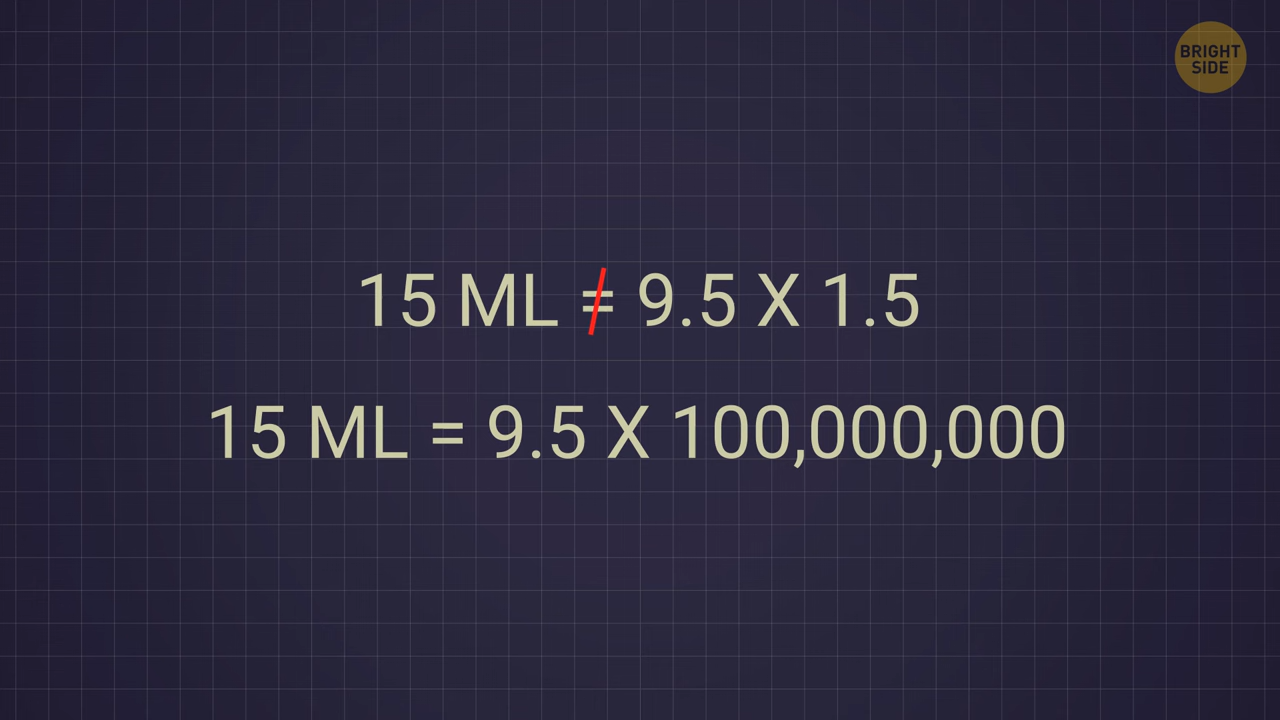 BRIGHT
SIDE
15 ML ≠ 9.5 X 1.5
15 ML = 9.5 X 100,000,000